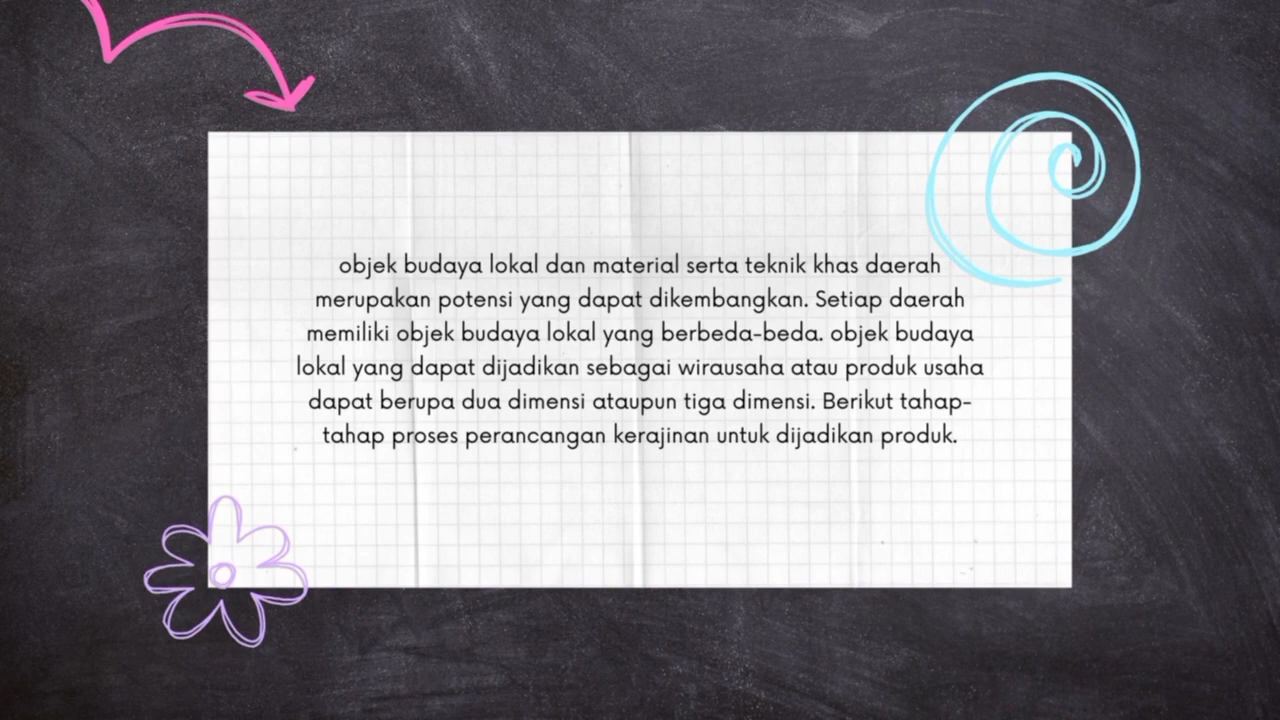 objek budaya lokal dan material serta teknik khas daerah
merupakan potensi yang dapat dikembangkan. Setiap daerah
memiliki objek budaya lokal yang berbeda-beda. objek budaya
lokal yang dapat dijadikan sebagai wirausaha atau produk usaha
dapat berupa dua dimensi ataupun tiga dimensi. Berikut tahap-
tahap proses perancangan kerajinan untuk dijadikan produk.